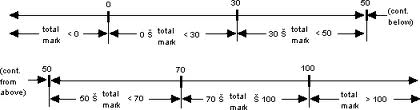 0 30 50
(cont. below)
total mark < 0 0 Š total mark < 30 30 Š total mark < 50
(cont. from above)
50 70 100
50 Š total mark < 70 70 Š total mark Š 100 total mark > 100